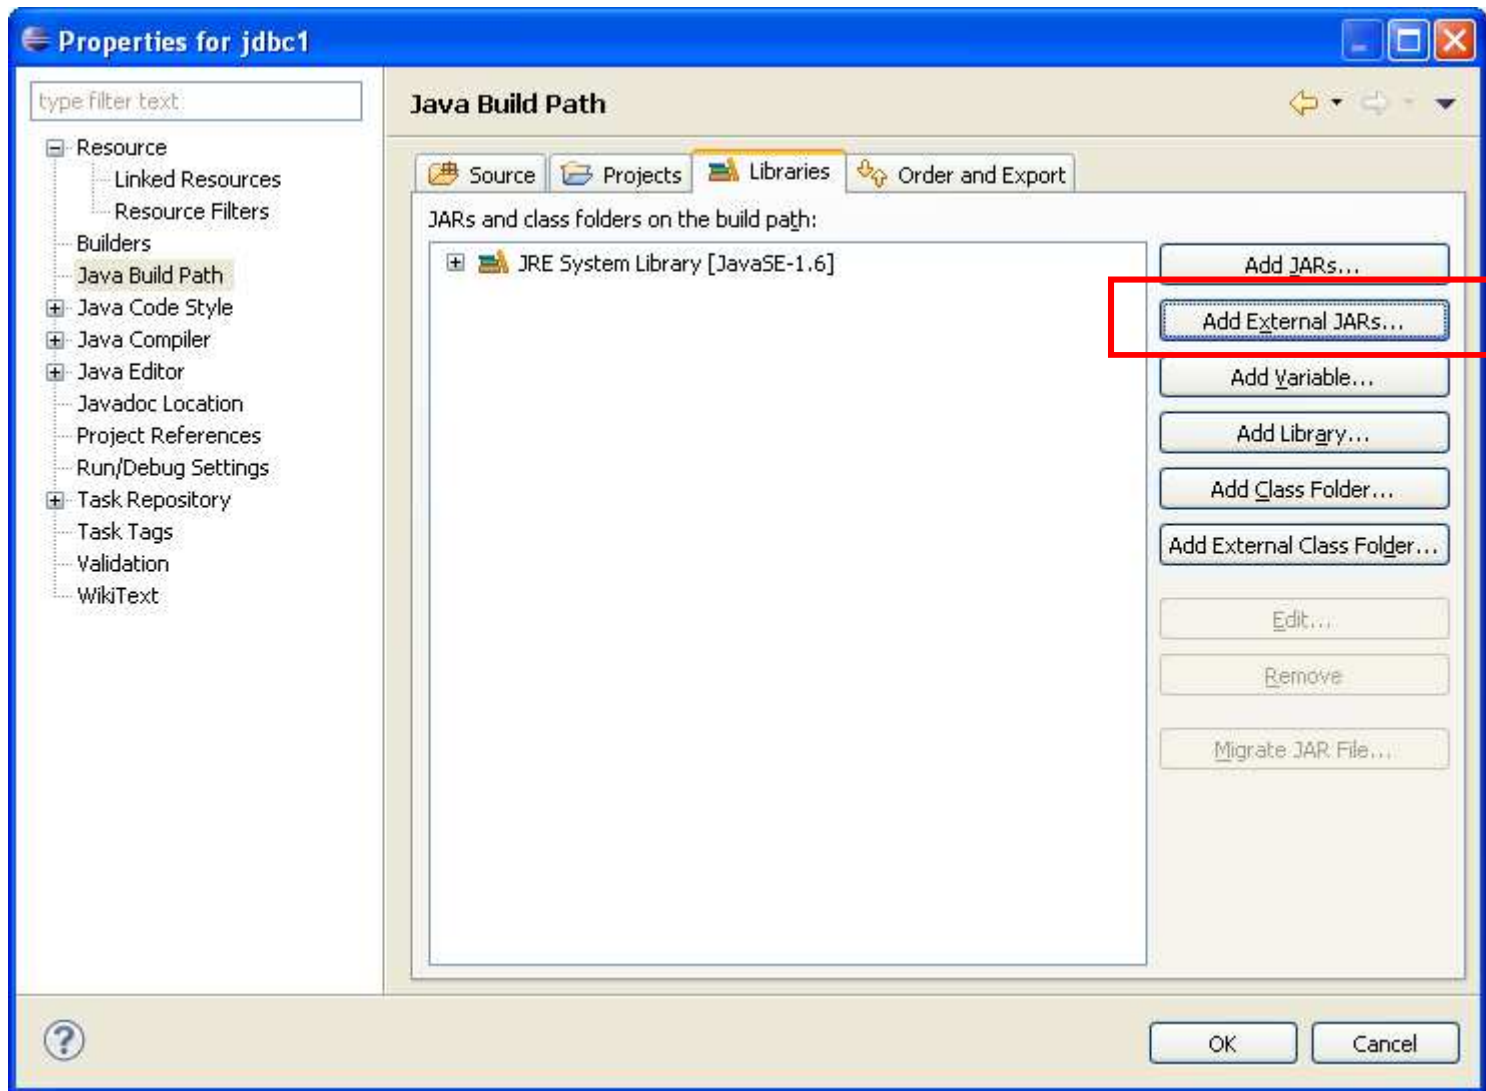 Properties for jdbc1
type filter text
Resource
Linked Resources
Resource Filters
Builders
Java Build Path
Java Code Style
Java Compiler
Java Editor
Javadoc Location
Project References
Run/Debug Settings
Task Repository
Task Tags
Validation
WikiText
Java Build Path
Source Projects Libraries Order and Export
JARs and class folders on the build path:
JRE System Library [JavaSE-1.6]
Add JARs...
Add External JARs...
Add Variable...
Add Library...
Add Class Folder...
Add External Class Folder...
Edit...
Remove
Migrate JAR File...
OK Cancel